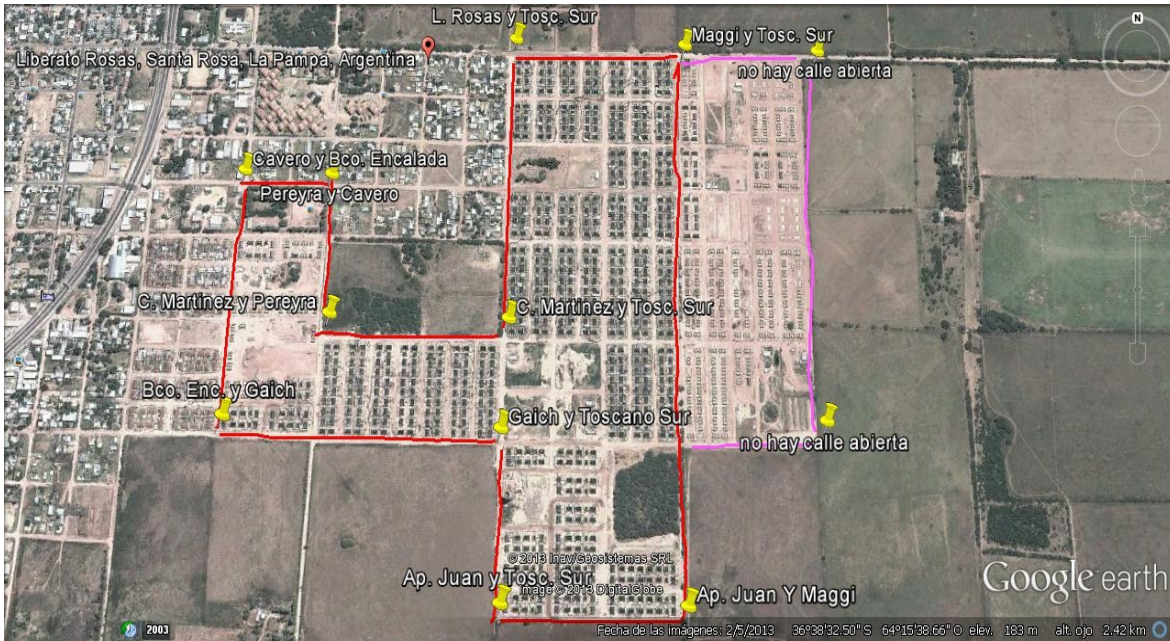 L. Rosas y Tosc. Sur
Maggi y Tosc. Sur
N
Liberato Rosas, Santa Rosa, La Pampa, Argentina
no hay calle abierta
Cavero y Bco. Encalada
Pereyra y Cavero
C. Martinez y Pereyra
C. Martinez y Tosc. Sur
Bco. Enc. y Gaich
Gaich y Toscano Sur
no hay calle abierta
© 2013 Inav/Geosistemas SRL
Ap. Juan y Tosc. Sur
Image © 2013 DigitalGlobe
Ap. Juan Y Maggi
Google earth
2003
Fecha de las imágenes: 2/5/2013 36°38'32.50" S 64°15'38.66" O elev. 183 m alt. ojo 2.42 km